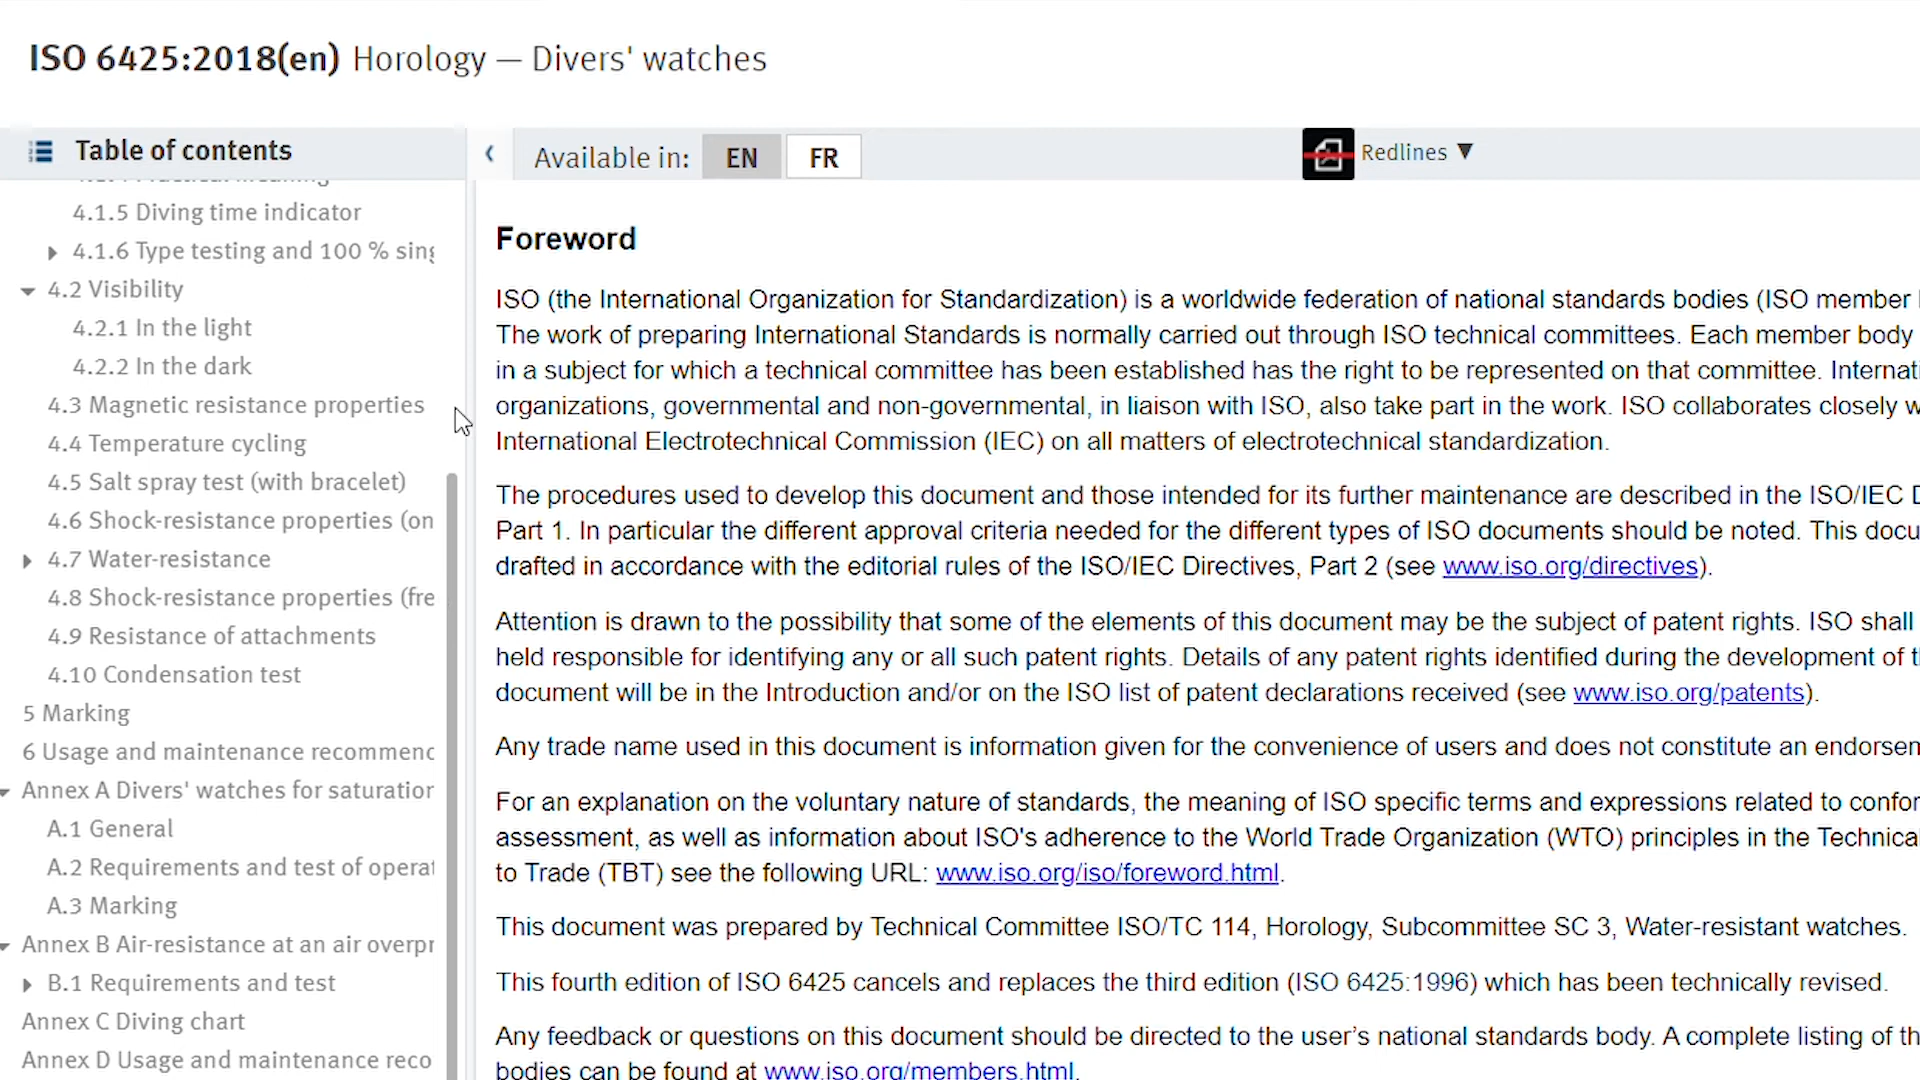 ISO 6425:2018(en) Horology — Divers' watches
Table of contents
Available in: EN FR
Redlines ▼
4.1.5 Diving time indicator
4.1.6 Type testing and 100 % sing
4.2 Visibility
4.2.1 In the light
4.2.2 In the dark
4.3 Magnetic resistance properties
4.4 Temperature cycling
4.5 Salt spray test (with bracelet)
4.6 Shock-resistance properties (on
4.7 Water-resistance
4.8 Shock-resistance properties (fre
4.9 Resistance of attachments
4.10 Condensation test
5 Marking
6 Usage and maintenance recommenc
Annex A Divers' watches for saturation
A.1 General
A.2 Requirements and test of operat
A.3 Marking
Annex B Air-resistance at an air overpr
B.1 Requirements and test
Annex C Diving chart
Annex D Usage and maintenance reco
Foreword
ISO (the International Organization for Standardization) is a worldwide federation of national standards bodies (ISO member
The work of preparing International Standards is normally carried out through ISO technical committees. Each member body
in a subject for which a technical committee has been established has the right to be represented on that committee. Internati
organizations, governmental and non-governmental, in liaison with ISO, also take part in the work. ISO collaborates closely w
International Electrotechnical Commission (IEC) on all matters of electrotechnical standardization.
The procedures used to develop this document and those intended for its further maintenance are described in the ISO/IEC D
Part 1. In particular the different approval criteria needed for the different types of ISO documents should be noted. This docu
drafted in accordance with the editorial rules of the ISO/IEC Directives, Part 2 (see www.iso.org/directives).
Attention is drawn to the possibility that some of the elements of this document may be the subject of patent rights. ISO shall
held responsible for identifying any or all such patent rights. Details of any patent rights identified during the development of t
document will be in the Introduction and/or on the ISO list of patent declarations received (see www.iso.org/patents).
Any trade name used in this document is information given for the convenience of users and does not constitute an endorsen
For an explanation on the voluntary nature of standards, the meaning of ISO specific terms and expressions related to confor
assessment, as well as information about ISO's adherence to the World Trade Organization (WTO) principles in the Technical
to Trade (TBT) see the following URL: www.iso.org/iso/foreword.html.
This document was prepared by Technical Committee ISO/TC 114, Horology, Subcommittee SC 3, Water-resistant watches.
This fourth edition of ISO 6425 cancels and replaces the third edition (ISO 6425:1996) which has been technically revised.
Any feedback or questions on this document should be directed to the user’s national standards body. A complete listing of th
bodies can be found at www.iso.org/members.html.